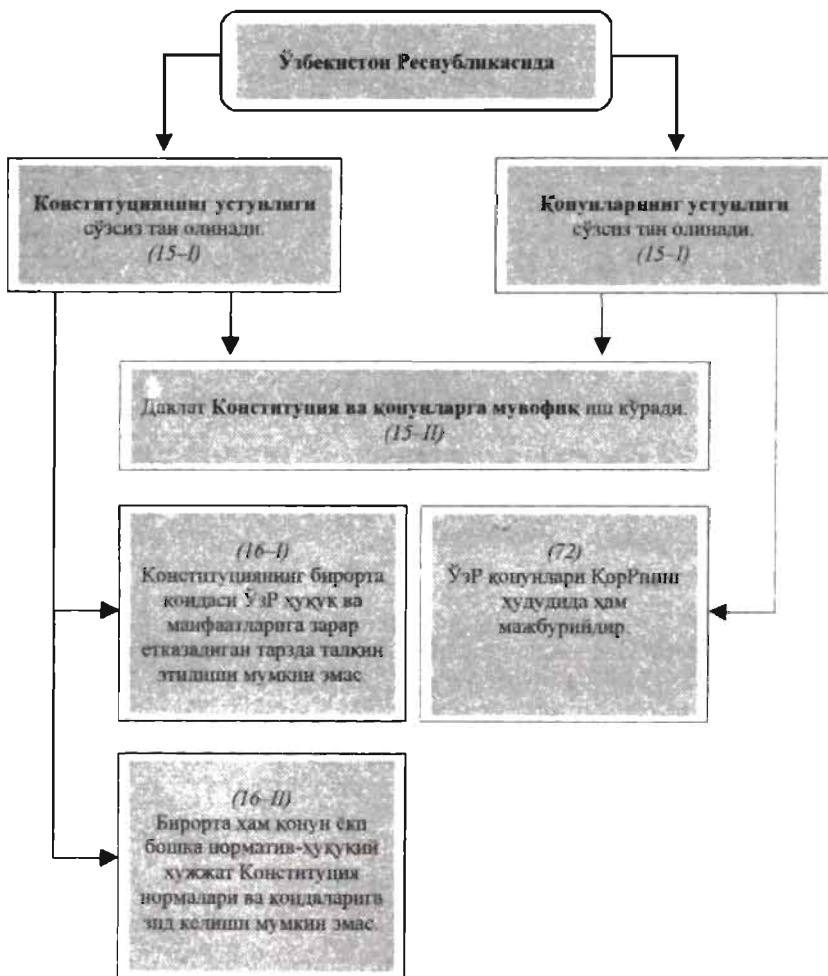 Ўзбекистон Республикасида
Конституциянинг устунлиги
сўзсиз тан олинади.
(15–I)
Қонунларнинг устунлиги
сўзсиз тан олинади.
(15–I)
Давлат Конституция ва қонунларга мувофиқ иш кўради.
(15–II)
(16–I)
Конституциянинг бирорта
қоидаси ЎзР ҳуқуқ ва
манфаатларига зарар
етказадиган тарзда талқин
этилиши мумкин эмас
(72)
ЎзР қонунлари ҚорРнинг
ҳудудида ҳам
мажбурийдир.
(16–II)
Бирорта ҳам қонун ёки
бошқа норматив-ҳуқуқий
ҳужжат Конституция
нормалари ва қоидаларига
зид келиши мумкин эмас.